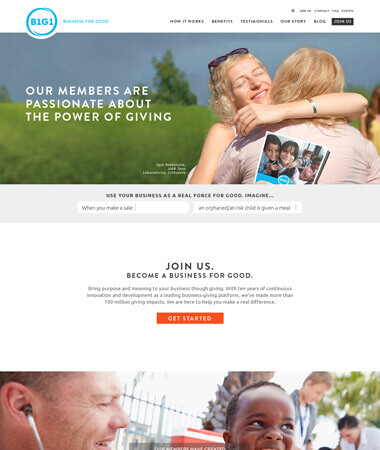 B1G1
BUSINESS FOR GOOD
JOIN US CONTACT FAQ EVENTS
HOW IT WORKS BENEFITS TESTIMONIALS OUR STORY BLOG JOIN US
OUR MEMBERS ARE
PASSIONATE ABOUT
THE POWER OF GIVING
USE YOUR BUSINESS AS A REAL FORCE FOR GOOD. IMAGINE...
When you make a sale
an orphaned/at-risk child is given a meal
JOIN US.
BECOME A BUSINESS FOR GOOD.
Bring purpose and meaning to your business though giving. With ten years of continuous
innovation and development as a leading business-giving platform, we've made more than
100 million giving impacts. We are here to help you make a real difference.
GET STARTED
OUR MEMBERS HAVE CREATED